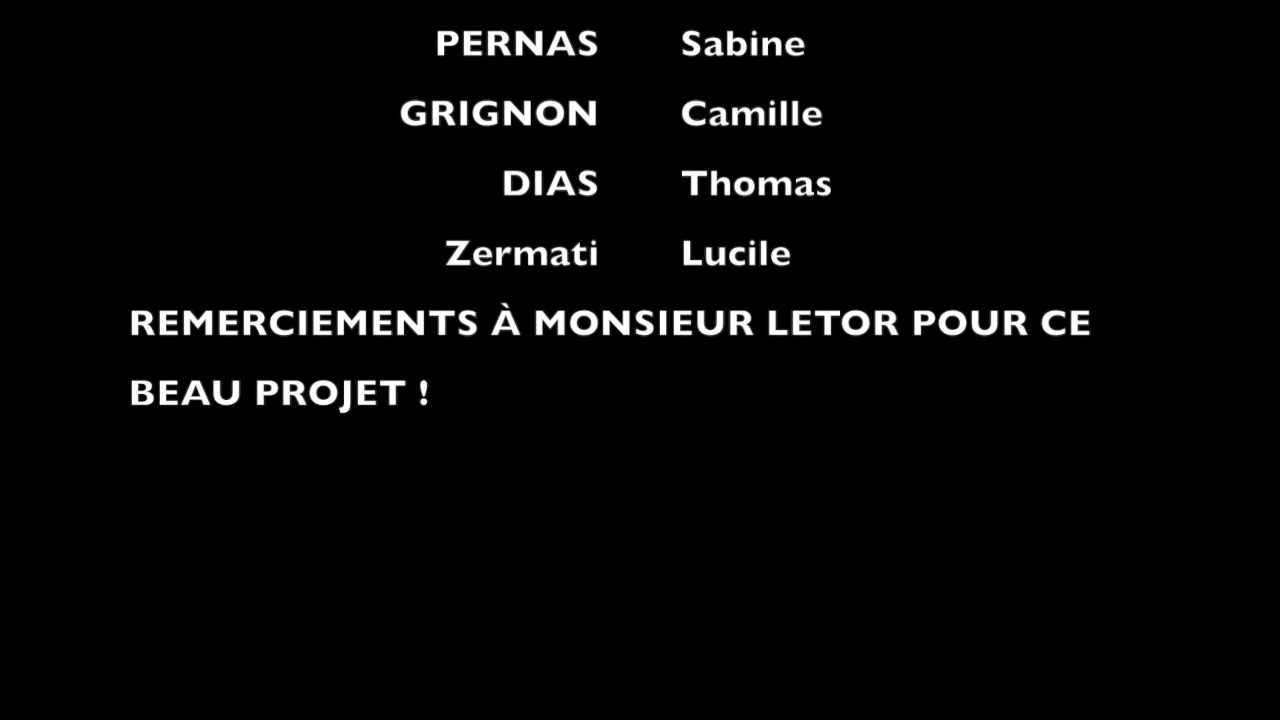 PERNAS Sabine
GRIGNON Camille
DIAS Thomas
Zermati Lucile
REMERCIEMENTS À MONSIEUR LETOR POUR CE
BEAU PROJET !